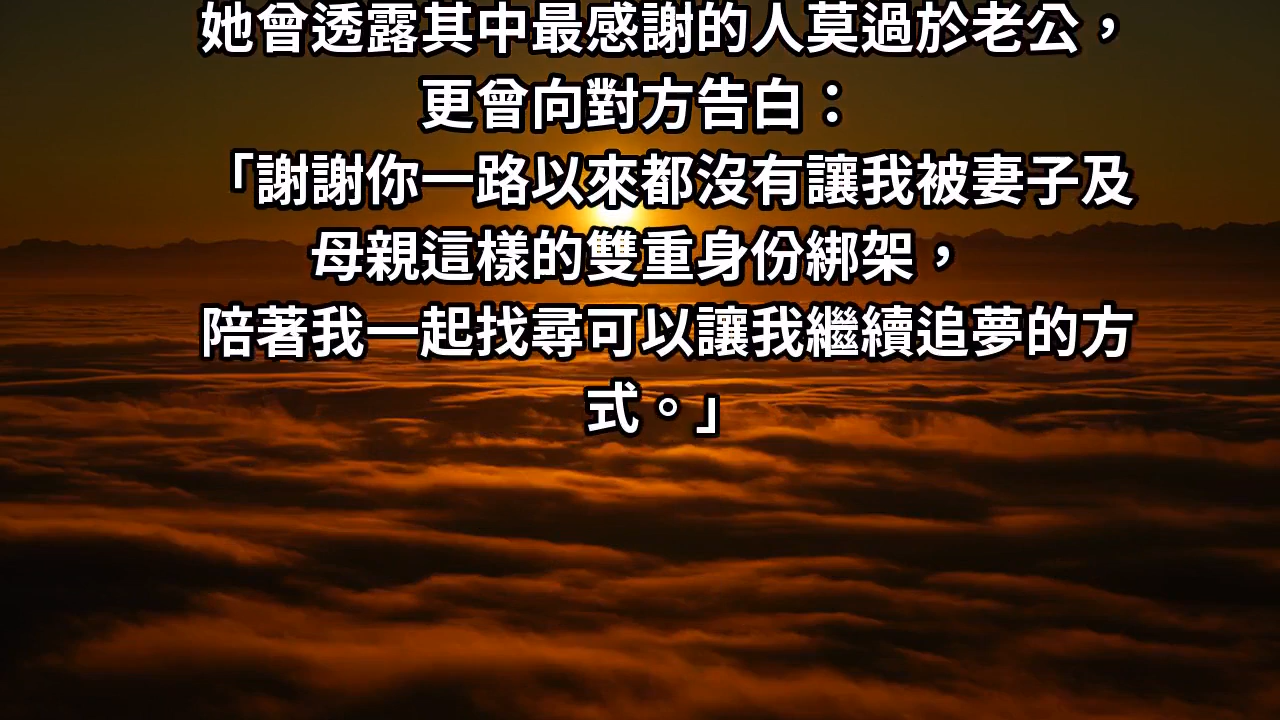 她曾透露其中最感謝的人莫過於老公，
更曾向對方告白：
「謝謝你一路以來都沒有讓我被妻子及
母親這樣的雙重身份綁架，
陪著我一起找尋可以讓我繼續追夢的方
式。」